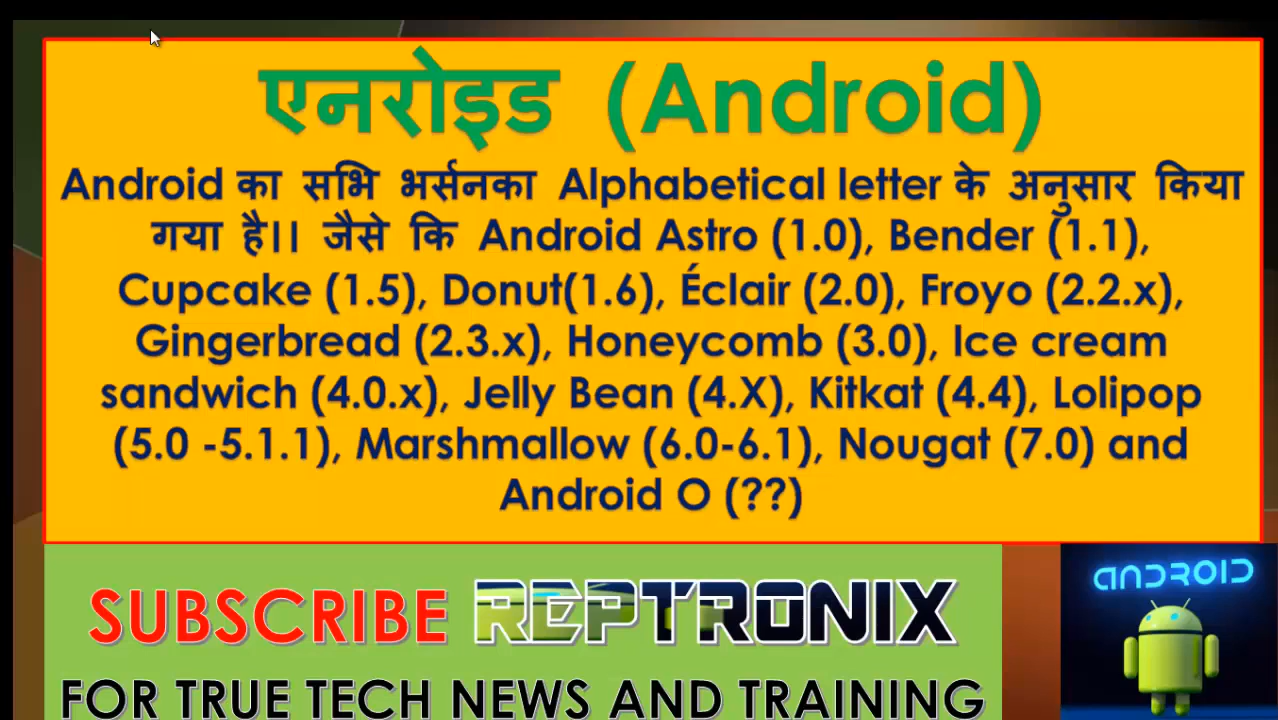 एनरोइड (Android)
Android का सभि भर्सनका Alphabetical letter के अनुसार किया
गया है।। जैसे कि Android Astro (1.0), Bender (1.1),
Cupcake (1.5), Donut(1.6), Éclair (2.0), Froyo (2.2.x),
Gingerbread (2.3.x), Honeycomb (3.0), Ice cream
sandwich (4.0.x), Jelly Bean (4.X), Kitkat (4.4), Lolipop
(5.0 -5.1.1), Marshmallow (6.0-6.1), Nougat (7.0) and
Android O (??)
SUBSCRIBE REPTRONIX
FOR TRUE TECH NEWS AND TRAINING
ANDROID